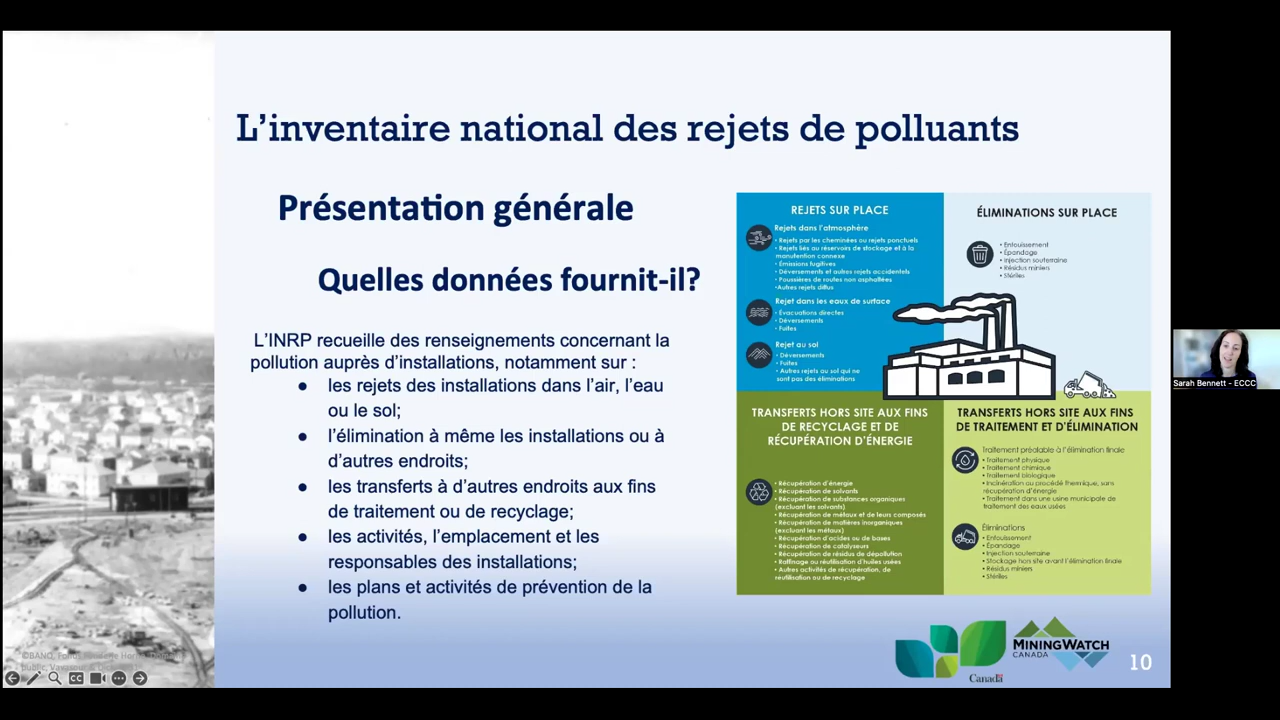 L'inventaire national des rejets de polluants
Présentation générale
Quelles données fournit-il?
L'INRP recueille des renseignements concernant la
pollution auprès d'installations, notamment sur :
● les rejets des installations dans l'air, l'eau
ou le sol;
● l'élimination à même les installations ou à
d'autres endroits;
● les transferts à d'autres endroits aux fins
de traitement ou de recyclage;
● les activités, l'emplacement et les
responsables des installations;
● les plans et activités de prévention de la
pollution.
REJETS SUR PLACE
Rejets dans l'atmosphère
• Rejets par les cheminées ou rejets ponctuels
• Rejets liés au réservoirs de stockage et à la
manutention connexe
• Émissions fugitives
• Déversements et autres rejets accidentels
• Poussières de routes non asphaltées
•Autres rejets diffus
Rejet dans les eaux de surface
• Évacuations directes
• Déversements
• Fuites
Rejet au sol
• Déversements
• Fuites
• Autres rejets au sol qui ne
sont pas des éliminations
ÉLIMINATIONS SUR PLACE
• Enfouissement
• Épandage
• Injection souterraine
• Résidus miniers
• Stériles
TRANSFERTS HORS SITE AUX FINS
DE RECYCLAGE ET DE
RÉCUPÉRATION D'ÉNERGIE
• Récupération d'énergie
• Récupération de solvants
• Récupération de substances organiques
(excluant les solvants)
• Récupération de métaux et de leurs composés
• Récupération de matières inorganiques
(excluant les métaux)
• Récupération d'acides ou de bases
• Récupération de catalyseurs
• Récupération de résidus de dépollution
• Raffinage ou réutilisation d'huiles usées
• Autres activités de récupération, de
réutilisation ou de recyclage
TRANSFERTS HORS SITE AUX FINS
DE TRAITEMENT ET D'ÉLIMINATION
Traitement préalable à l'élimination finale
• Traitement physique
• Traitement chimique
• Traitement biologique
• Incinération ou procédé thermique, sans
récupération d'énergie
• Traitement dans une usine municipale de
traitement des eaux usées
Éliminations
• Enfouissement
• Épandage
• Injection souterraine
• Stockage hors site avant l'élimination finale
• Résidus miniers
• Stériles
Sarah Bennett - ECCC
©BANQ, Fonds
public,
CC
Canada
MININGWATCH
CANADA
10